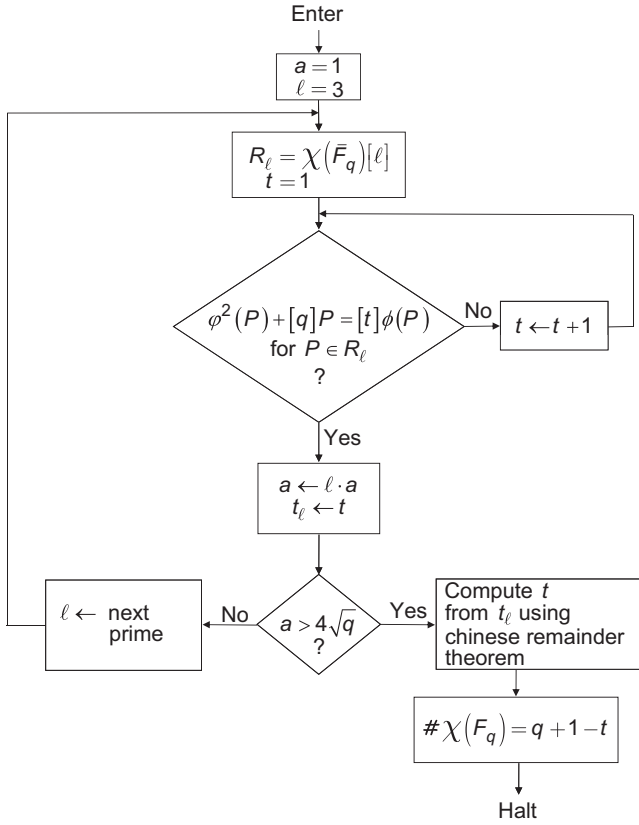 Enter
a = 1
ℓ = 3
R_ℓ = χ(F̄_q)[ℓ]
t = 1
φ²(P) + [q]P = [t]ϕ(P)
for P ∈ R_ℓ
?
No
t ← t + 1
Yes
a ← ℓ · a
t_ℓ ← t
ℓ ← next
prime
No
a > 4√q
?
Yes
Compute t
from t_ℓ using
chinese remainder
theorem
#χ(F_q) = q + 1 − t
Halt